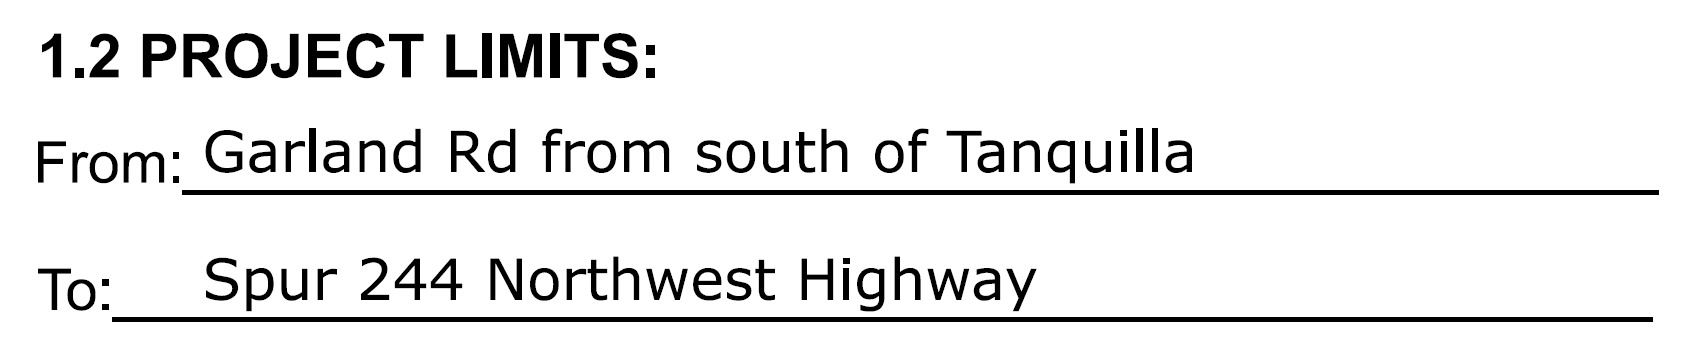 1.2 PROJECT LIMITS:
From: Garland Rd from south of Tanquilla
To: Spur 244 Northwest Highway